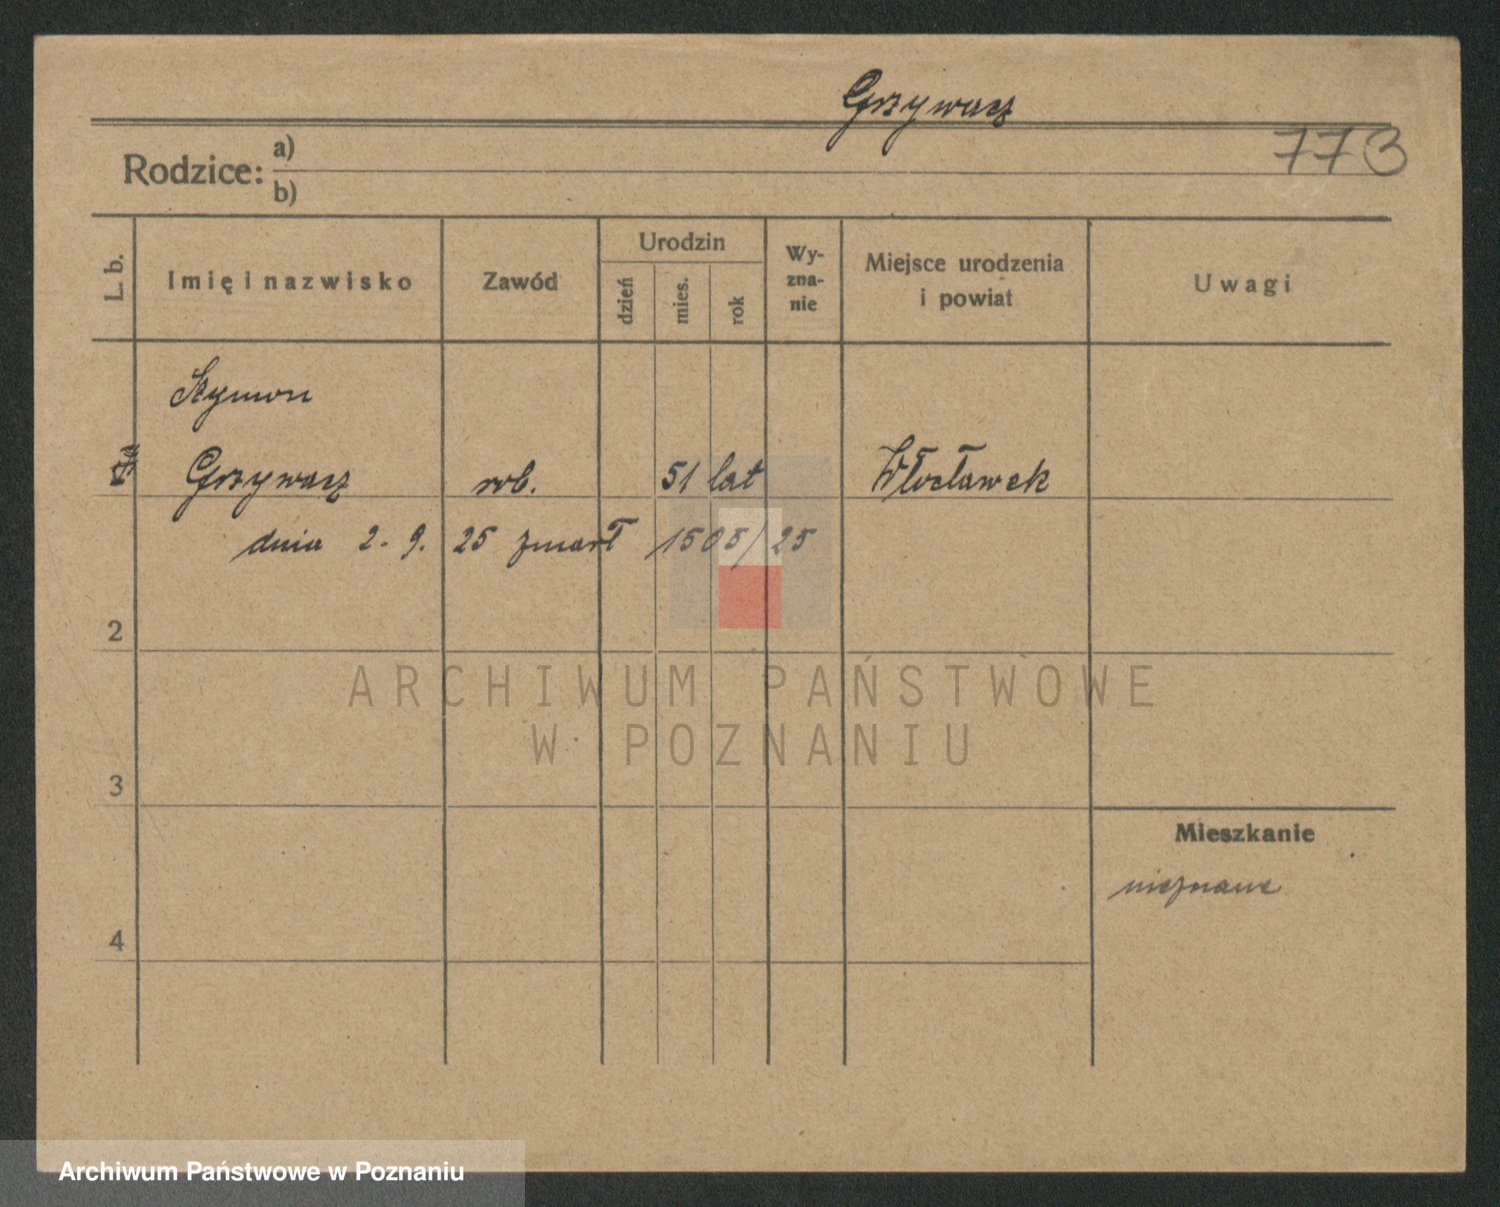 Grzywacz
773
Rodzice: a)
b)
L. b.
Imię i nazwisko
Zawód
Urodzin
dzień
mies.
rok
Wy-
zna-
nie
Miejsce urodzenia
i powiat
Uwagi
Szymon
Grzywacz rob. 51 lat Włocławek
dnia 2. 9. 25 zmarł 1505/25
2
3
4
Mieszkanie
nieznane
ARCHIWUM PAŃSTWOWE
W POZNANIU
Archiwum Państwowe w Poznaniu